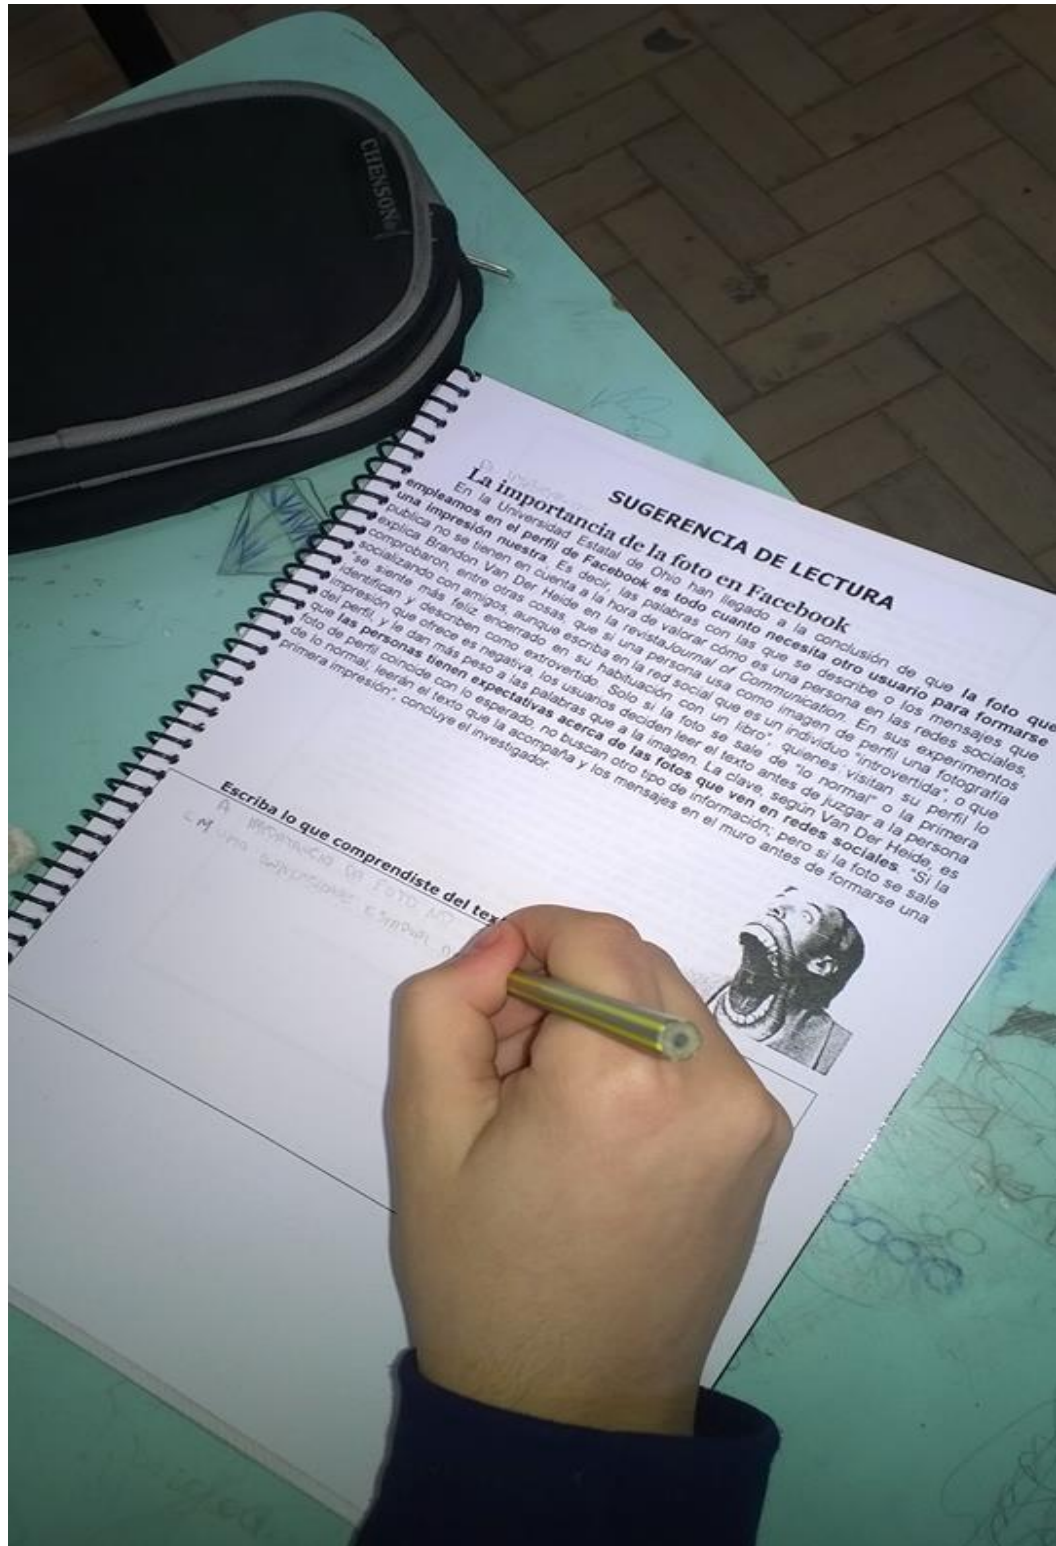 CHENSON
SUGERENCIA DE LECTURA
La importancia de la foto en Facebook
En la Universidad Estatal de Ohio han llegado a la conclusión de que la foto que
empleamos en el perfil de Facebook es todo cuanto necesita otro usuario para formarse
una impresión nuestra. Es decir, las palabras con las que se describe o los mensajes que
publica no se tienen en cuenta a la hora de valorar cómo es una persona en las redes sociales,
explica Brandon Van Der Heide en la revistaJournal of Communication. En sus experimentos
comprobaron, entre otras cosas, que si una persona usa como imagen de perfil una fotografía
socializando con amigos, aunque escriba en la red social que es un individuo "introvertida", o que
"se siente más feliz encerrado en su habituación con un libro", quienes visitan su perfil lo
identifican y describen como extrovertido. Solo si la foto se sale de "lo normal" o la primera
impresión que ofrece es negativa, los usuarios deciden leer el texto antes de juzgar a la persona
del perfil, y le dan más peso a las palabras que a la imagen. La clave, según Van Der Heide, es
que las personas tienen expectativas acerca de las fotos que ven en redes sociales. "Si la
foto de perfil coincide con lo esperado, no buscan otro tipo de información; pero si la foto se sale
de lo normal, leerán el texto que la acompaña y los mensajes en el muro antes de formarse una
primera impresión", concluye el investigador.
Escriba lo que comprendiste del
A DA FOTO NO